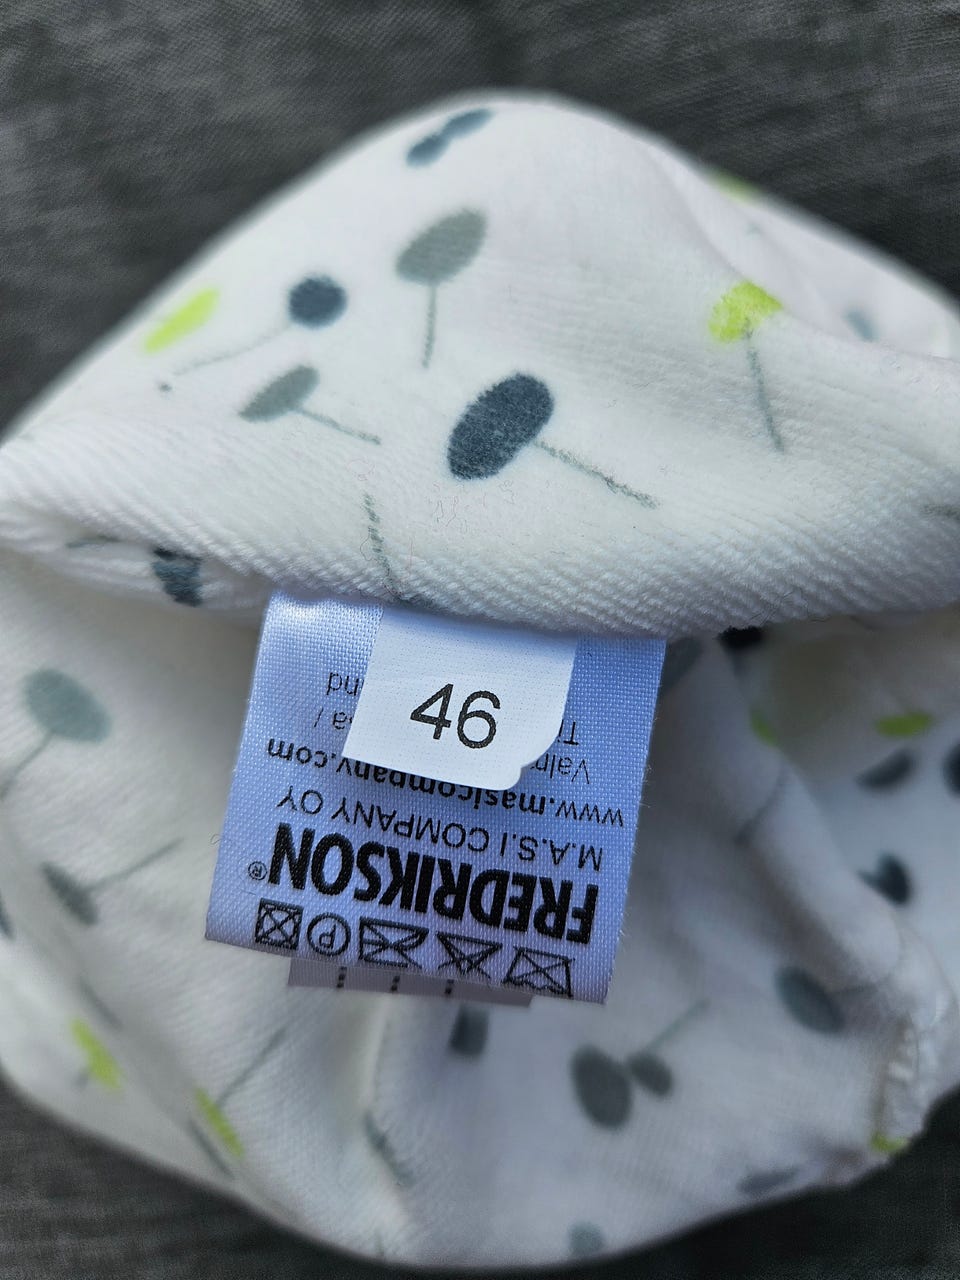 46
P
FREDRIKSON®
M.A.S.I COMPANY OY
www.masicompany.com